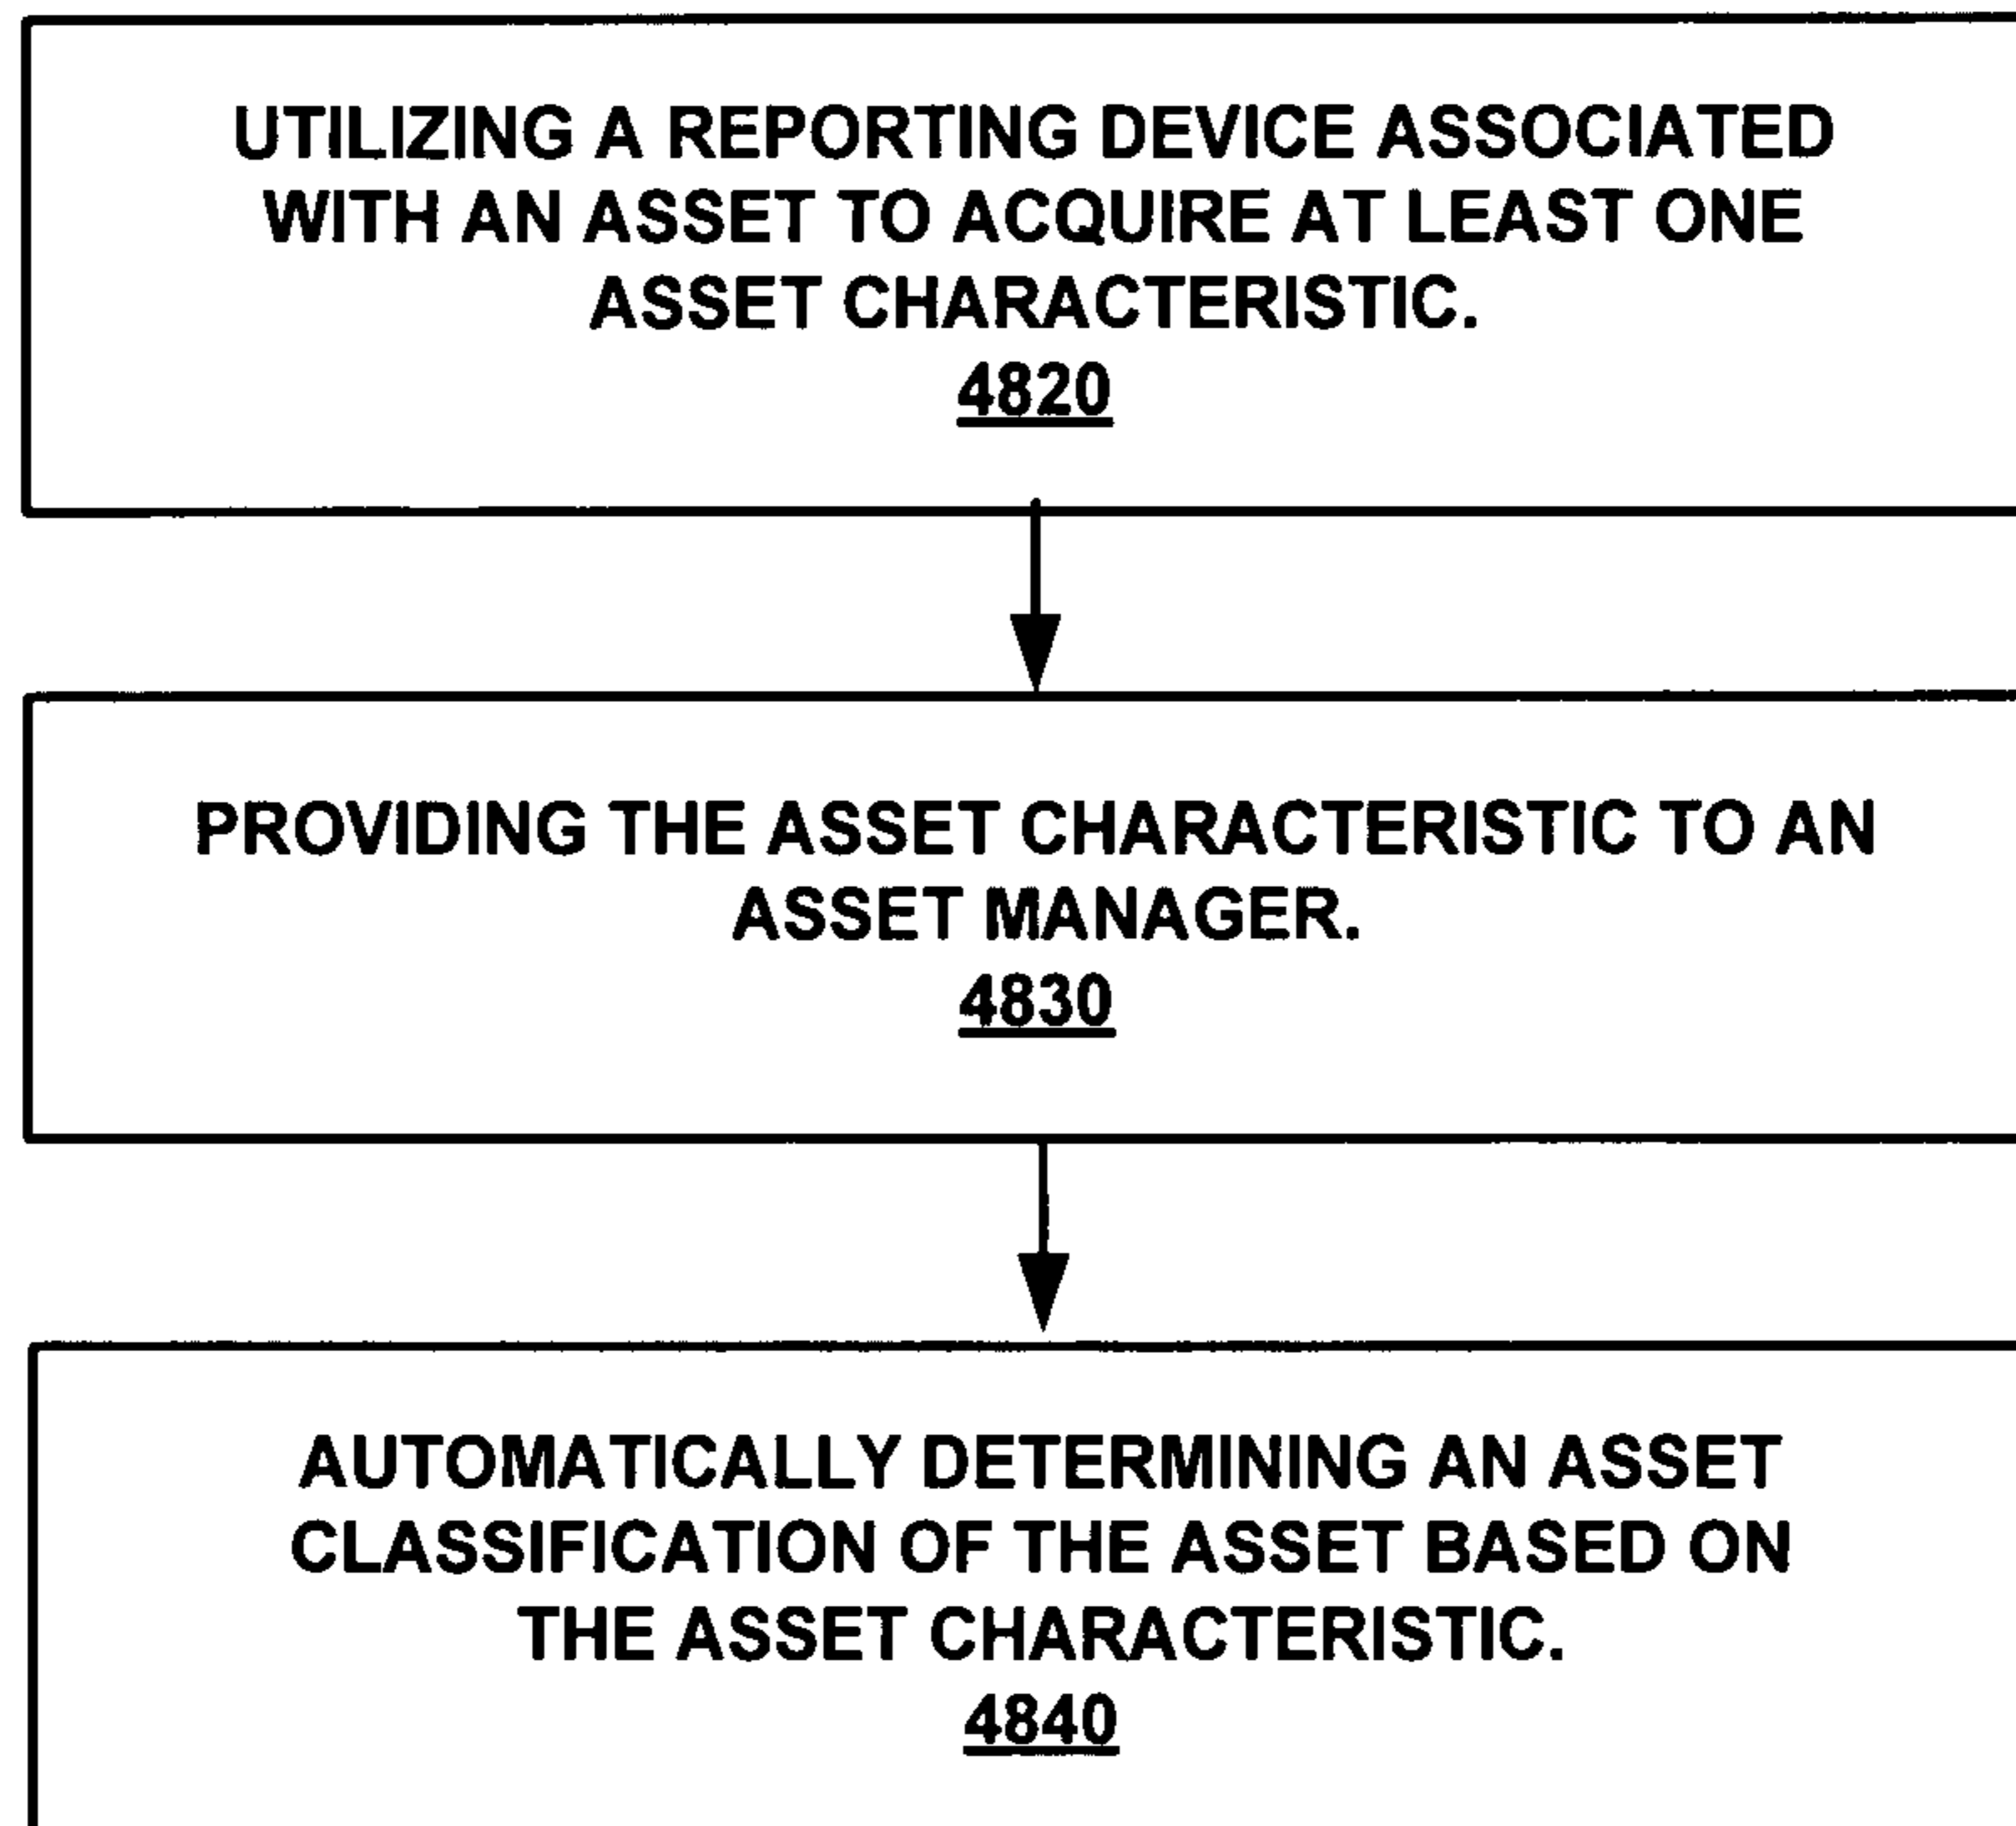 UTILIZING A REPORTING DEVICE ASSOCIATED
WITH AN ASSET TO ACQUIRE AT LEAST ONE
ASSET CHARACTERISTIC.
4820
PROVIDING THE ASSET CHARACTERISTIC TO AN
ASSET MANAGER.
4830
AUTOMATICALLY DETERMINING AN ASSET
CLASSIFICATION OF THE ASSET BASED ON
THE ASSET CHARACTERISTIC.
4840